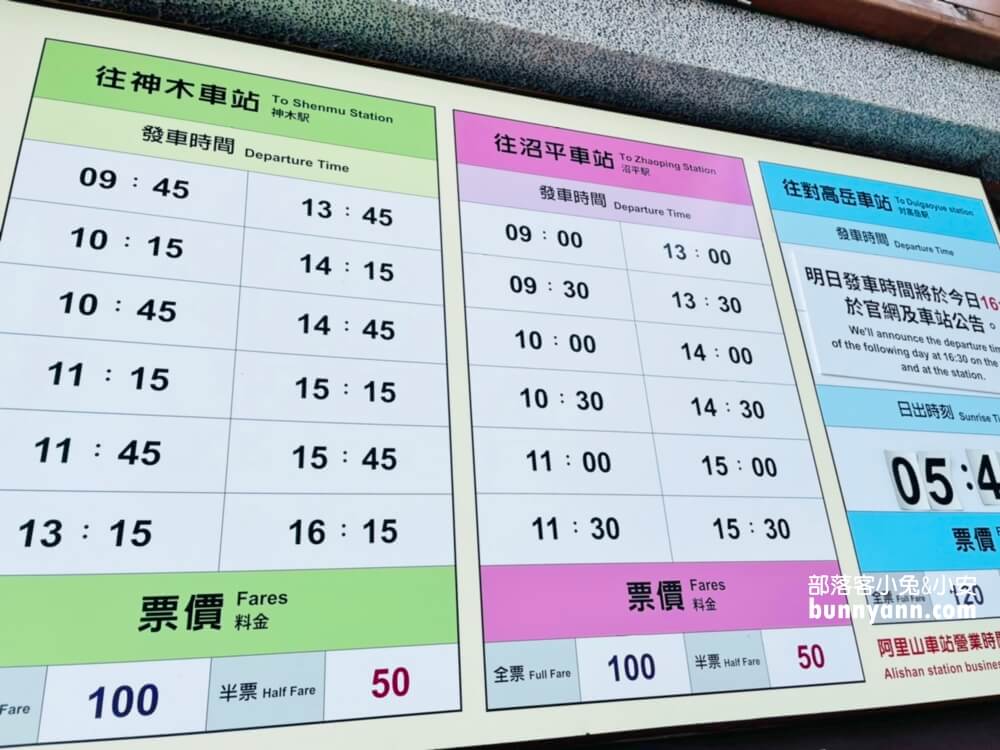 往神木車站 To Shenmu Station
神木駅
發車時間 Departure Time
09 : 45 13 : 45
10 : 15 14 : 15
10 : 45 14 : 45
11 : 15 15 : 15
11 : 45 15 : 45
13 : 15 16 : 15
票價 Fares
料金
Fare 100 半票 Half Fare 50
往沼平車站 To Zhaoping Station
沼平駅
發車時間 Departure Time
09 : 00 13 : 00
09 : 30 13 : 30
10 : 00 14 : 00
10 : 30 14 : 30
11 : 00 15 : 00
11 : 30 15 : 30
票價 Fares
料金
全票 Full Fare 100 半票 Half Fare 50
往對高岳車站 To Duigaoyue station
対高岳駅
發車時間 Departure Time
明日發車時間將於今日16:
於官網及車站公告。
We'll announce the departure tim
of the following day at 16:30 on the
and at the station.
日出時刻 Sunrise Ti
05:4
票價
全票 Full Fare 120
部落客小兔&小安
bunnyann.com
阿里山車站營業時間
Alishan station busines